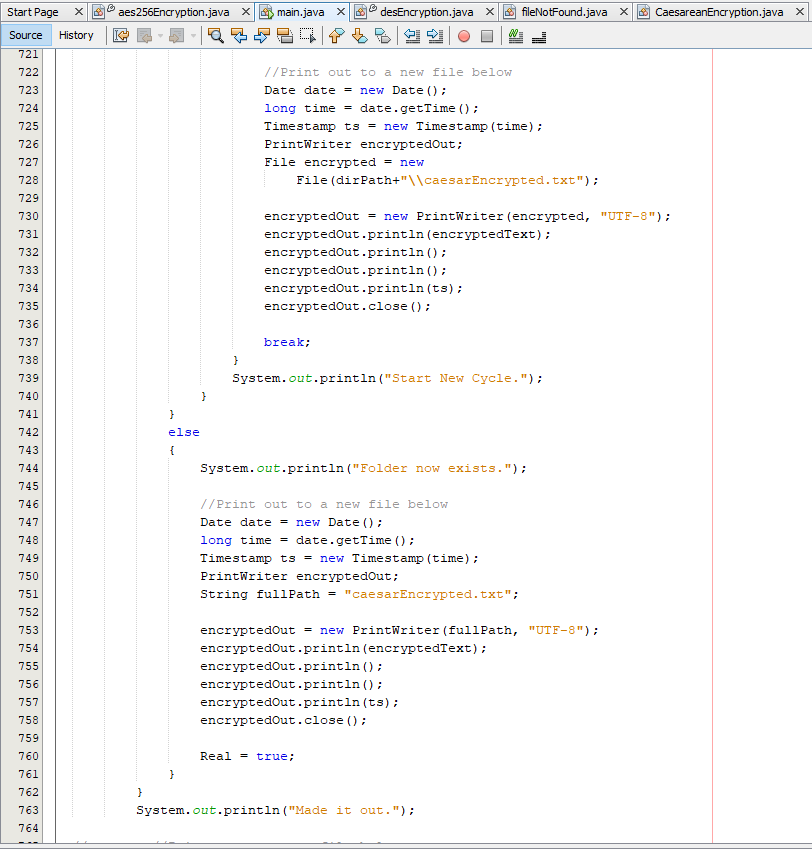 Start Page aes256Encryption.java main.java desEncryption.java fileNotFound.java CaesareanEncryption.java
Source History
721
722 //Print out to a new file below
723 Date date = new Date();
724 long time = date.getTime();
725 Timestamp ts = new Timestamp(time);
726 PrintWriter encryptedOut;
727 File encrypted = new
728 File(dirPath+"\\caesarEncrypted.txt");
729
730 encryptedOut = new PrintWriter(encrypted, "UTF-8");
731 encryptedOut.println(encryptedText);
732 encryptedOut.println();
733 encryptedOut.println();
734 encryptedOut.println(ts);
735 encryptedOut.close();
736
737 break;
738 }
739 System.out.println("Start New Cycle.");
740 }
741 }
742 else
743 {
744 System.out.println("Folder now exists.");
745
746 //Print out to a new file below
747 Date date = new Date();
748 long time = date.getTime();
749 Timestamp ts = new Timestamp(time);
750 PrintWriter encryptedOut;
751 String fullPath = "caesarEncrypted.txt";
752
753 encryptedOut = new PrintWriter(fullPath, "UTF-8");
754 encryptedOut.println(encryptedText);
755 encryptedOut.println();
756 encryptedOut.println();
757 encryptedOut.println(ts);
758 encryptedOut.close();
759
760 Real = true;
761 }
762 }
763 System.out.println("Made it out.");
764